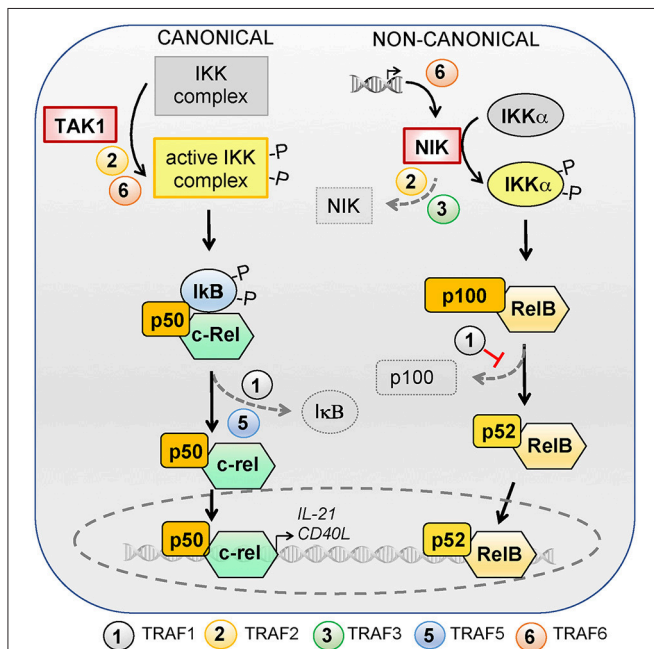 CANONICAL
NON-CANONICAL
IKK
complex
TAK1
2
6
active IKK
complex
-P
-P
IkB
-P
-P
p50
c-Rel
1
5
IκB
p50
c-rel
p50
c-rel
IL-21
CD40L
6
NIK
IKKα
2
3
NIK
IKKα
-P
-P
p100
RelB
1
p100
p52
RelB
p52
RelB
1 TRAF1 2 TRAF2 3 TRAF3 5 TRAF5 6 TRAF6